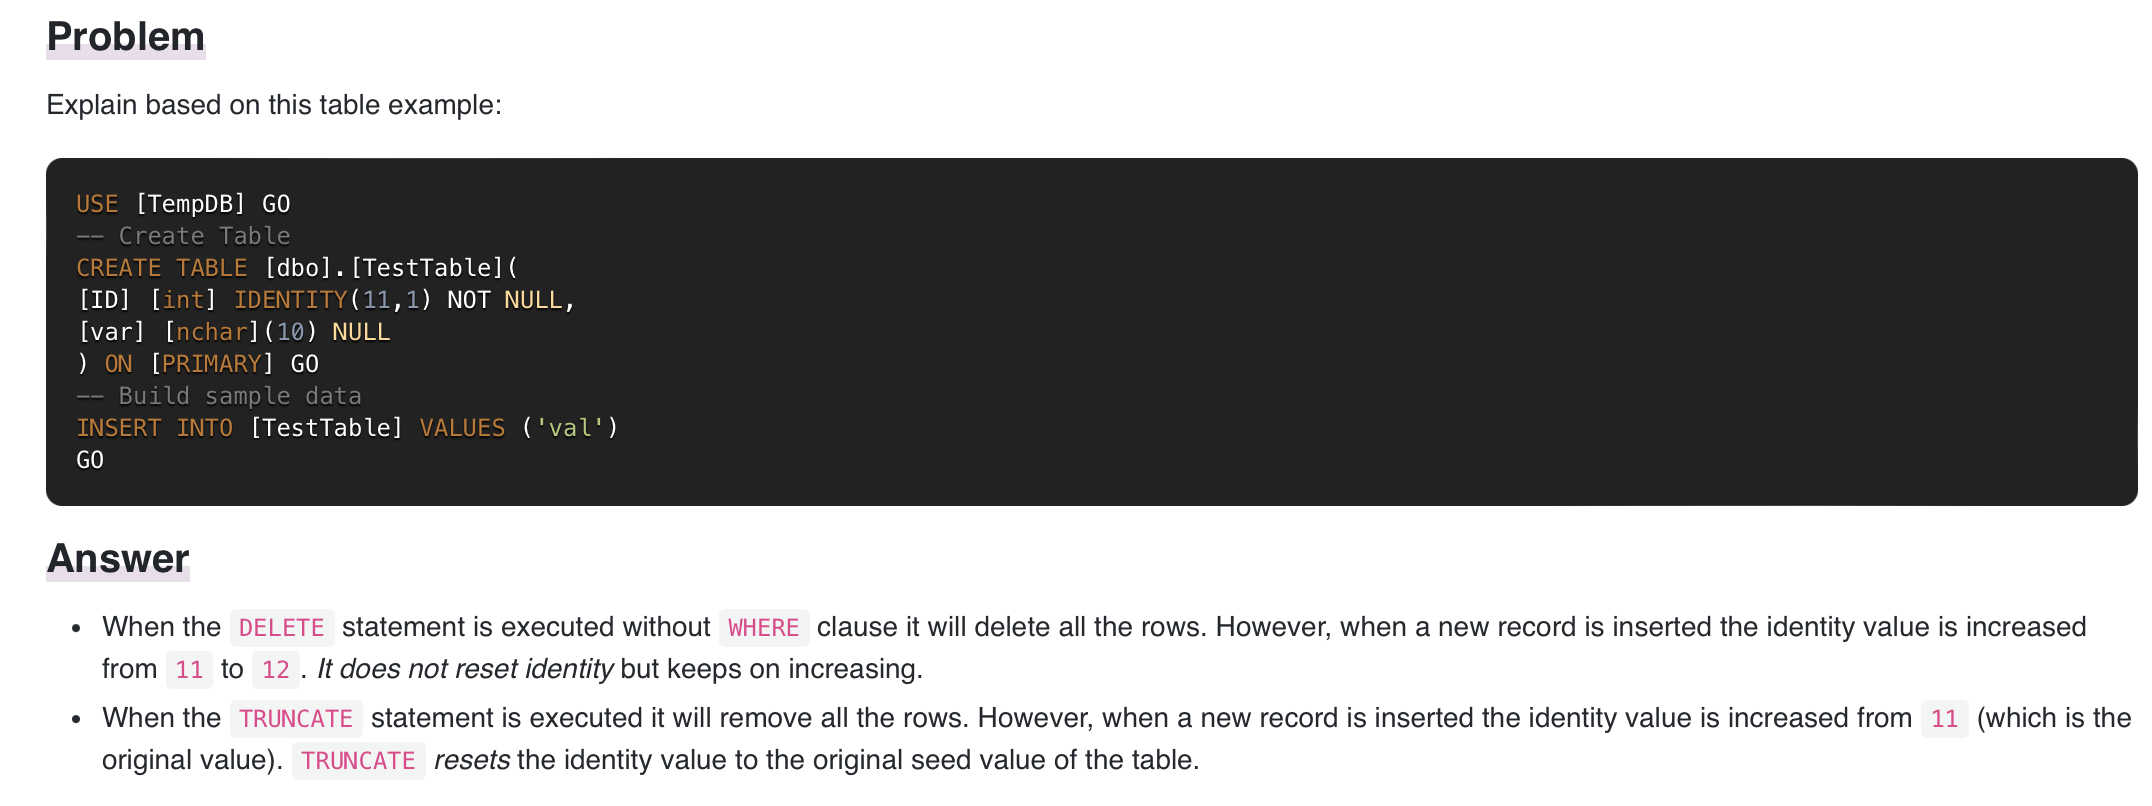 Problem
Explain based on this table example:
USE [TempDB] GO
-- Create Table
CREATE TABLE [dbo].[TestTable](
[ID] [int] IDENTITY(11,1) NOT NULL,
[var] [nchar](10) NULL
) ON [PRIMARY] GO
-- Build sample data
INSERT INTO [TestTable] VALUES ('val')
GO
Answer
• When the DELETE statement is executed without WHERE clause it will delete all the rows. However, when a new record is inserted the identity value is increased
from 11 to 12 . It does not reset identity but keeps on increasing.
• When the TRUNCATE statement is executed it will remove all the rows. However, when a new record is inserted the identity value is increased from 11 (which is the
original value). TRUNCATE resets the identity value to the original seed value of the table.